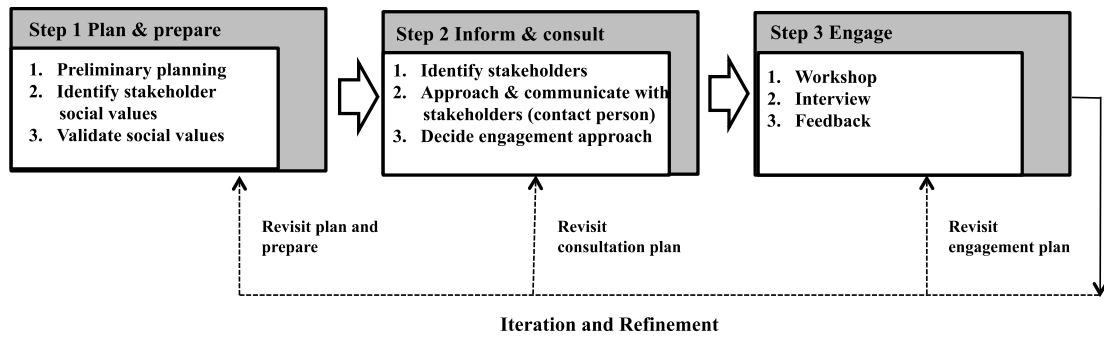 Step 1 Plan & prepare
1. Preliminary planning
2. Identify stakeholder
social values
3. Validate social values
Step 2 Inform & consult
1. Identify stakeholders
2. Approach & communicate with
stakeholders (contact person)
3. Decide engagement approach
Step 3 Engage
1. Workshop
2. Interview
3. Feedback
Revisit plan and
prepare
Revisit
consultation plan
Revisit
engagement plan
Iteration and Refinement